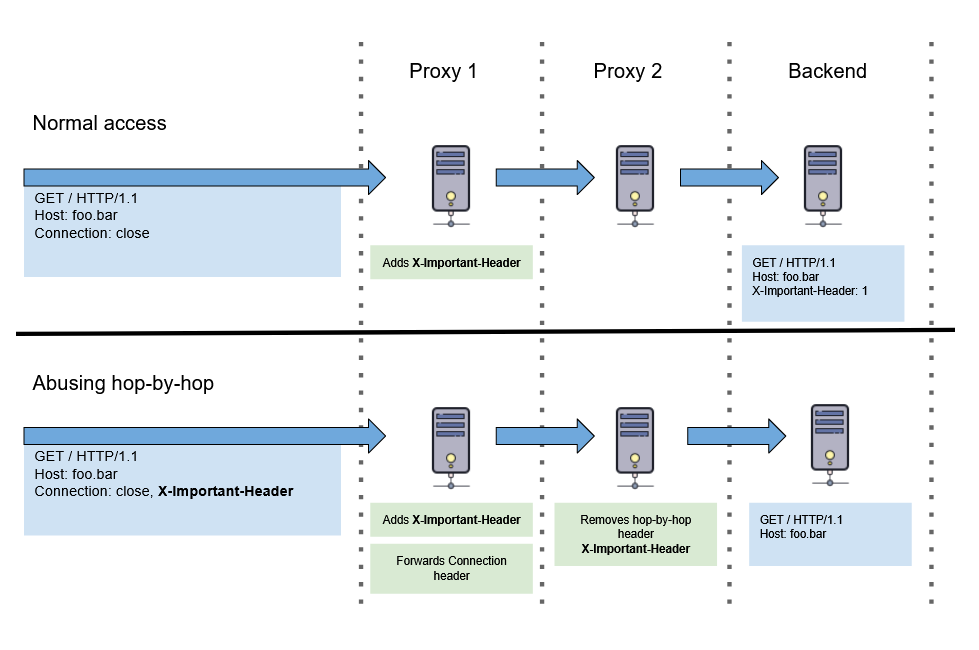 Proxy 1
Proxy 2
Backend
Normal access
GET / HTTP/1.1
Host: foo.bar
Connection: close
Adds X-Important-Header
GET / HTTP/1.1
Host: foo.bar
X-Important-Header: 1
Abusing hop-by-hop
GET / HTTP/1.1
Host: foo.bar
Connection: close, X-Important-Header
Adds X-Important-Header
Forwards Connection
header
Removes hop-by-hop
header
X-Important-Header
GET / HTTP/1.1
Host: foo.bar